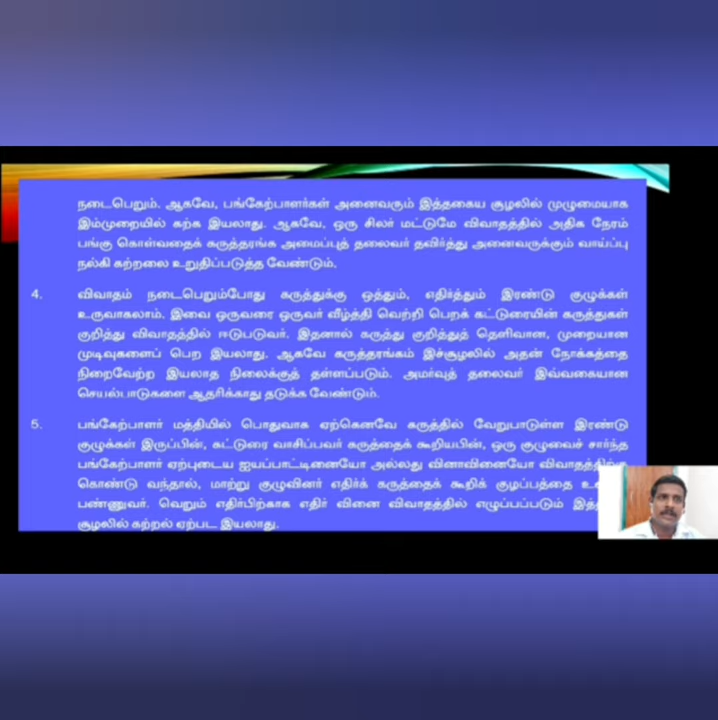 நடைபெறும். ஆகவே, பங்கேற்பாளர்கள் அனைவரும் இத்தகைய சூழலில் முழுமையாக
இம்முறையில் கற்க இயலாது. ஆகவே, ஒரு சிலர் மட்டுமே விவாதத்தில் அதிக நேரம்
பங்கு கொள்வதைக் கருத்தரங்க அமைப்புத் தலைவர் தவிர்த்து அனைவருக்கும் வாய்ப்பு
நல்கி கற்றலை உறுதிப்படுத்த வேண்டும்.
4. விவாதம் நடைபெறும்போது கருத்துக்கு ஒத்தும், எதிர்த்தும் இரண்டு குழுக்கள்
உருவாகலாம். இவை ஒருவரை ஒருவர் வீழ்த்தி வெற்றி பெறக் கட்டுரையின் கருத்துகள்
குறித்து விவாதத்தில் ஈடுபடுவர். இதனால் கருத்து குறித்துத் தெளிவான, முறையான
முடிவுகளைப் பெற இயலாது. ஆகவே கருத்தரங்கம் இச்சூழலில் அதன் நோக்கத்தை
நிறைவேற்ற இயலாத நிலைக்குத் தள்ளப்படும். அமர்வுத் தலைவர் இவ்வகையான
செயல்பாடுகளை ஆதரிக்காது தடுக்க வேண்டும்.
5. பங்கேற்பாளர் மத்தியில் பொதுவாக ஏற்கெனவே கருத்தில் வேறுபாடுள்ள இரண்டு
குழுக்கள் இருப்பின், கட்டுரை வாசிப்பவர் கருத்தைக் கூறியபின், ஒரு குழுவைச் சார்ந்த
பங்கேற்பாளர் ஏற்புடைய ஐயப்பாட்டினையோ அல்லது வினாவினையோ விவாதத்திற்கு
கொண்டு வந்தால், மாற்று குழுவினர் எதிர்க் கருத்தைக் கூறிக் குழப்பத்தை
பண்ணுவர். வெறும் எதிர்பிற்காக எதிர் வினை விவாதத்தில் எழுப்பப்படும்
சூழலில் கற்றல் ஏற்பட இயலாது.